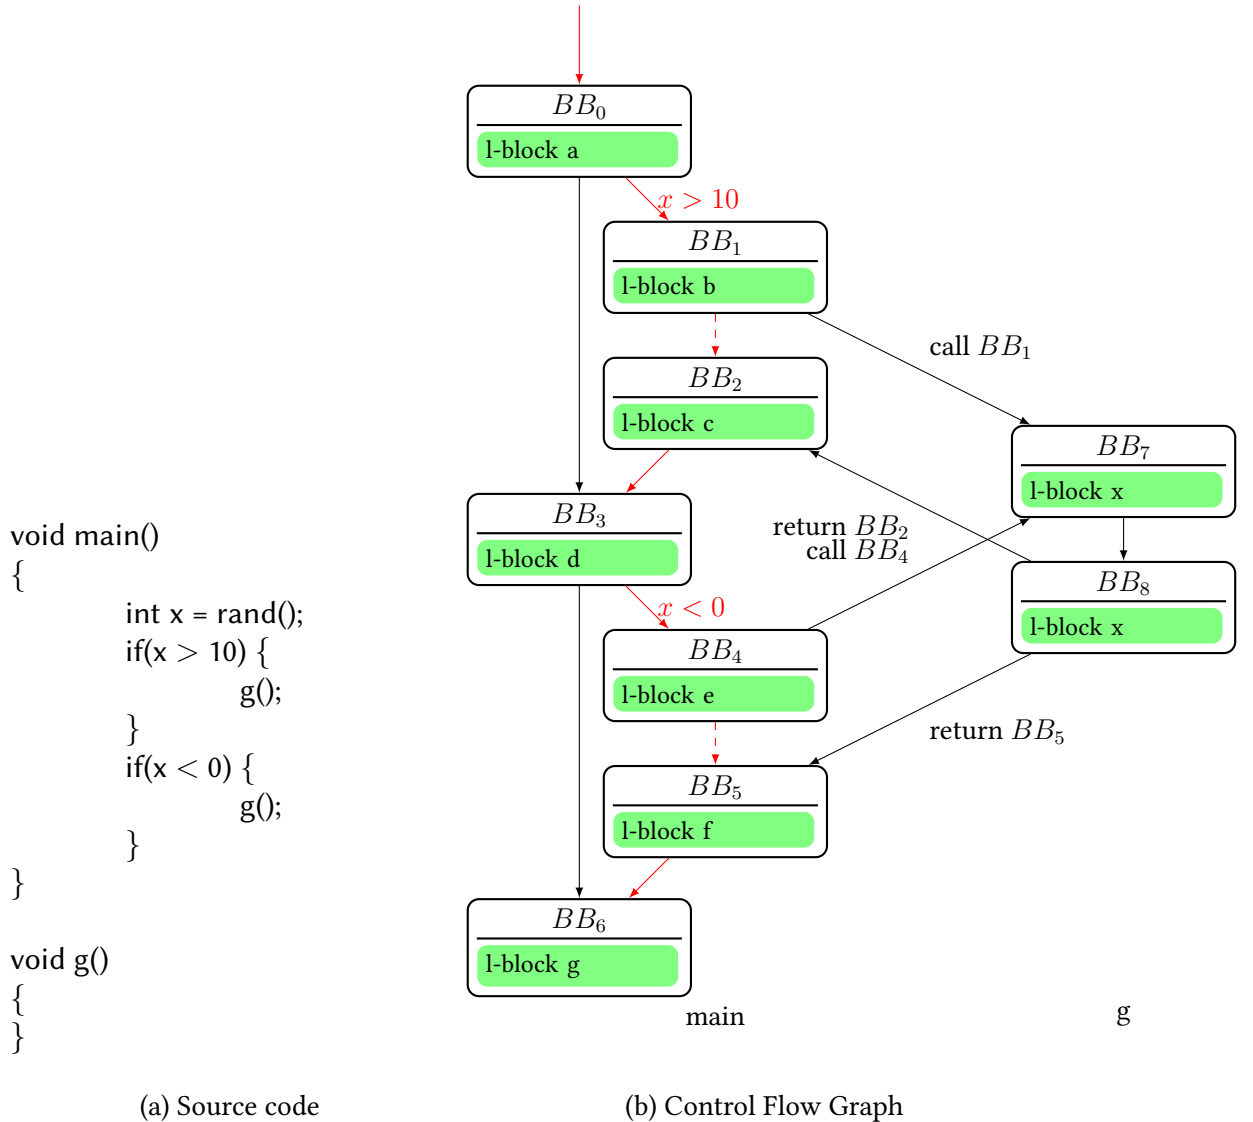 void main()
{
int x = rand();
if(x > 10) {
g();
}
if(x < 0) {
g();
}
}
void g()
{
}
(a) Source code
BB₀
l-block a
x > 10
BB₁
l-block b
call BB₁
BB₂
l-block c
BB₇
l-block x
BB₃
l-block d
return BB₂
call BB₄
BB₈
l-block x
x < 0
BB₄
l-block e
return BB₅
BB₅
l-block f
BB₆
l-block g
main
g
(b) Control Flow Graph